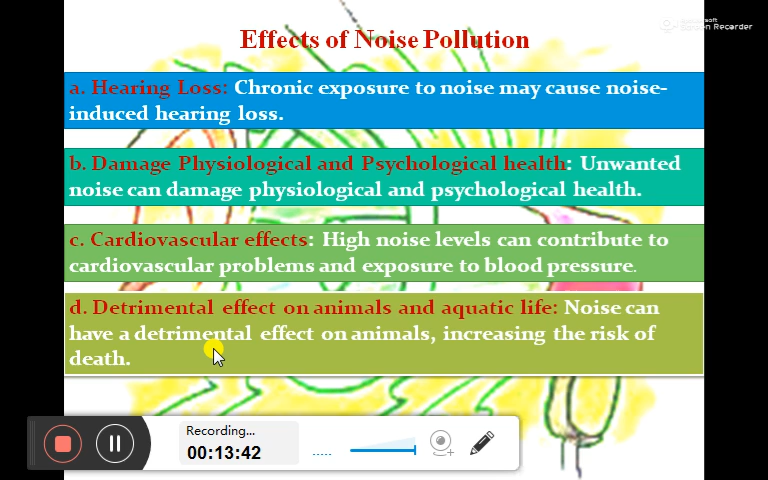 Effects of Noise Pollution
Screen Recorder
a. Hearing Loss: Chronic exposure to noise may cause noise-
induced hearing loss.
b. Damage Physiological and Psychological health: Unwanted
noise can damage physiological and psychological health.
c. Cardiovascular effects: High noise levels can contribute to
cardiovascular problems and exposure to blood pressure.
d. Detrimental effect on animals and aquatic life: Noise can
have a detrimental effect on animals, increasing the risk of
death.
Recording...
00:13:42